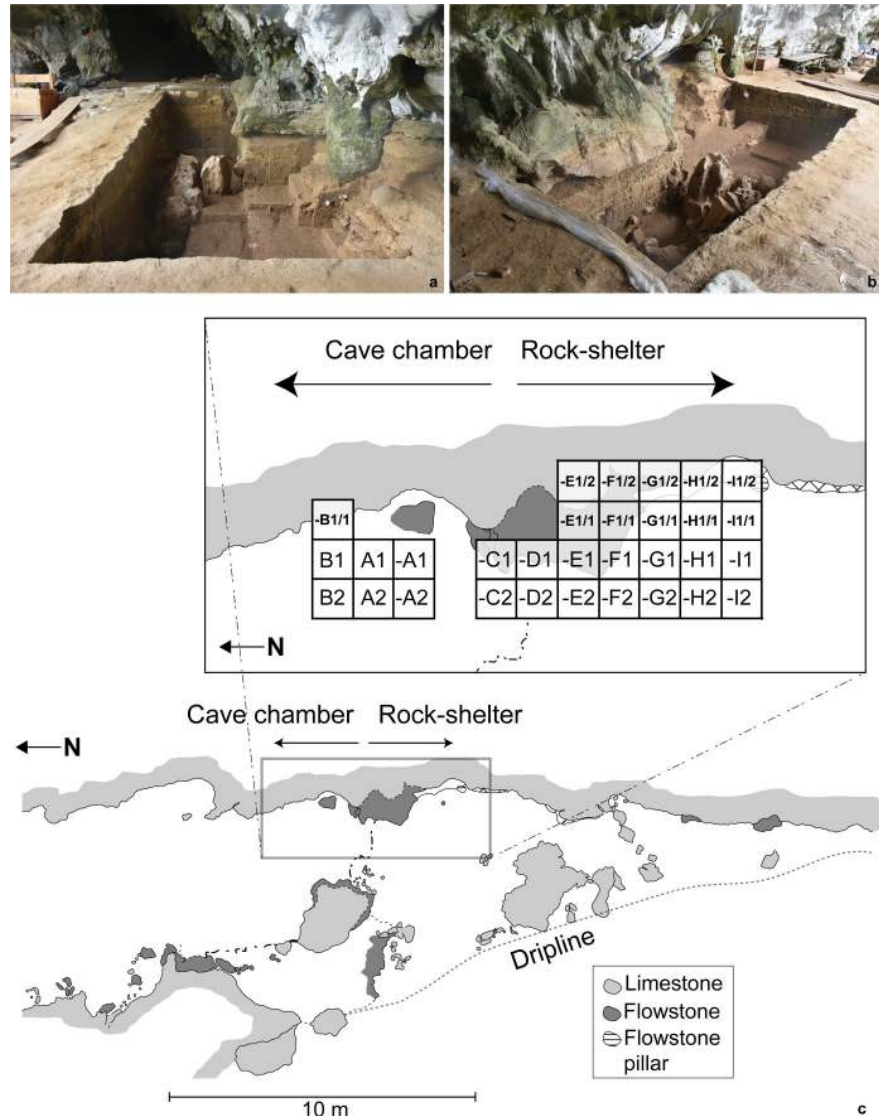 a
b
Cave chamber Rock-shelter
-E1/2 -F1/2 -G1/2 -H1/2 -I1/2
-B1/1 -E1/1 -F1/1 -G1/1 -H1/1 -I1/1
B1 A1 -A1 -C1 -D1 -E1 -F1 -G1 -H1 -I1
B2 A2 -A2 -C2 -D2 -E2 -F2 -G2 -H2 -I2
N
Cave chamber Rock-shelter
N
Dripline
Limestone
Flowstone
Flowstone
pillar
10 m
c